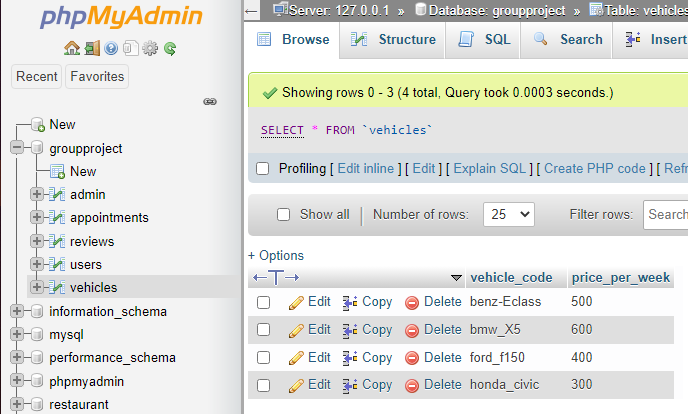 phpMyAdmin
Recent Favorites
New
groupproject
New
admin
appointments
reviews
users
vehicles
information_schema
mysql
performance_schema
phpmyadmin
restaurant
Server: 127.0.0.1 » Database: groupproject » Table: vehicles
Browse Structure SQL Search Insert
Showing rows 0 - 3 (4 total, Query took 0.0003 seconds.)
SELECT * FROM `vehicles`
Profiling [ Edit inline ] [ Edit ] [ Explain SQL ] [ Create PHP code ] [ Refr
Show all | Number of rows: 25 Filter rows: Search
+ Options
←T→ vehicle_code price_per_week
Edit Copy Delete benz-Eclass 500
Edit Copy Delete bmw_X5 600
Edit Copy Delete ford_f150 400
Edit Copy Delete honda_civic 300